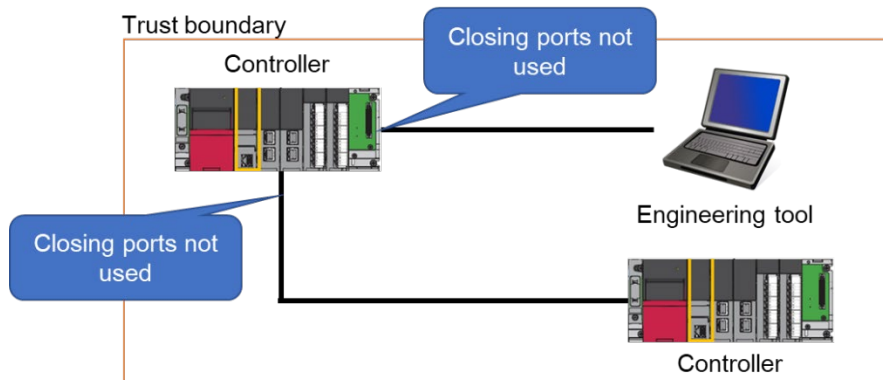 Trust boundary
Closing ports not
used
Controller
Engineering tool
Closing ports not
used
Controller